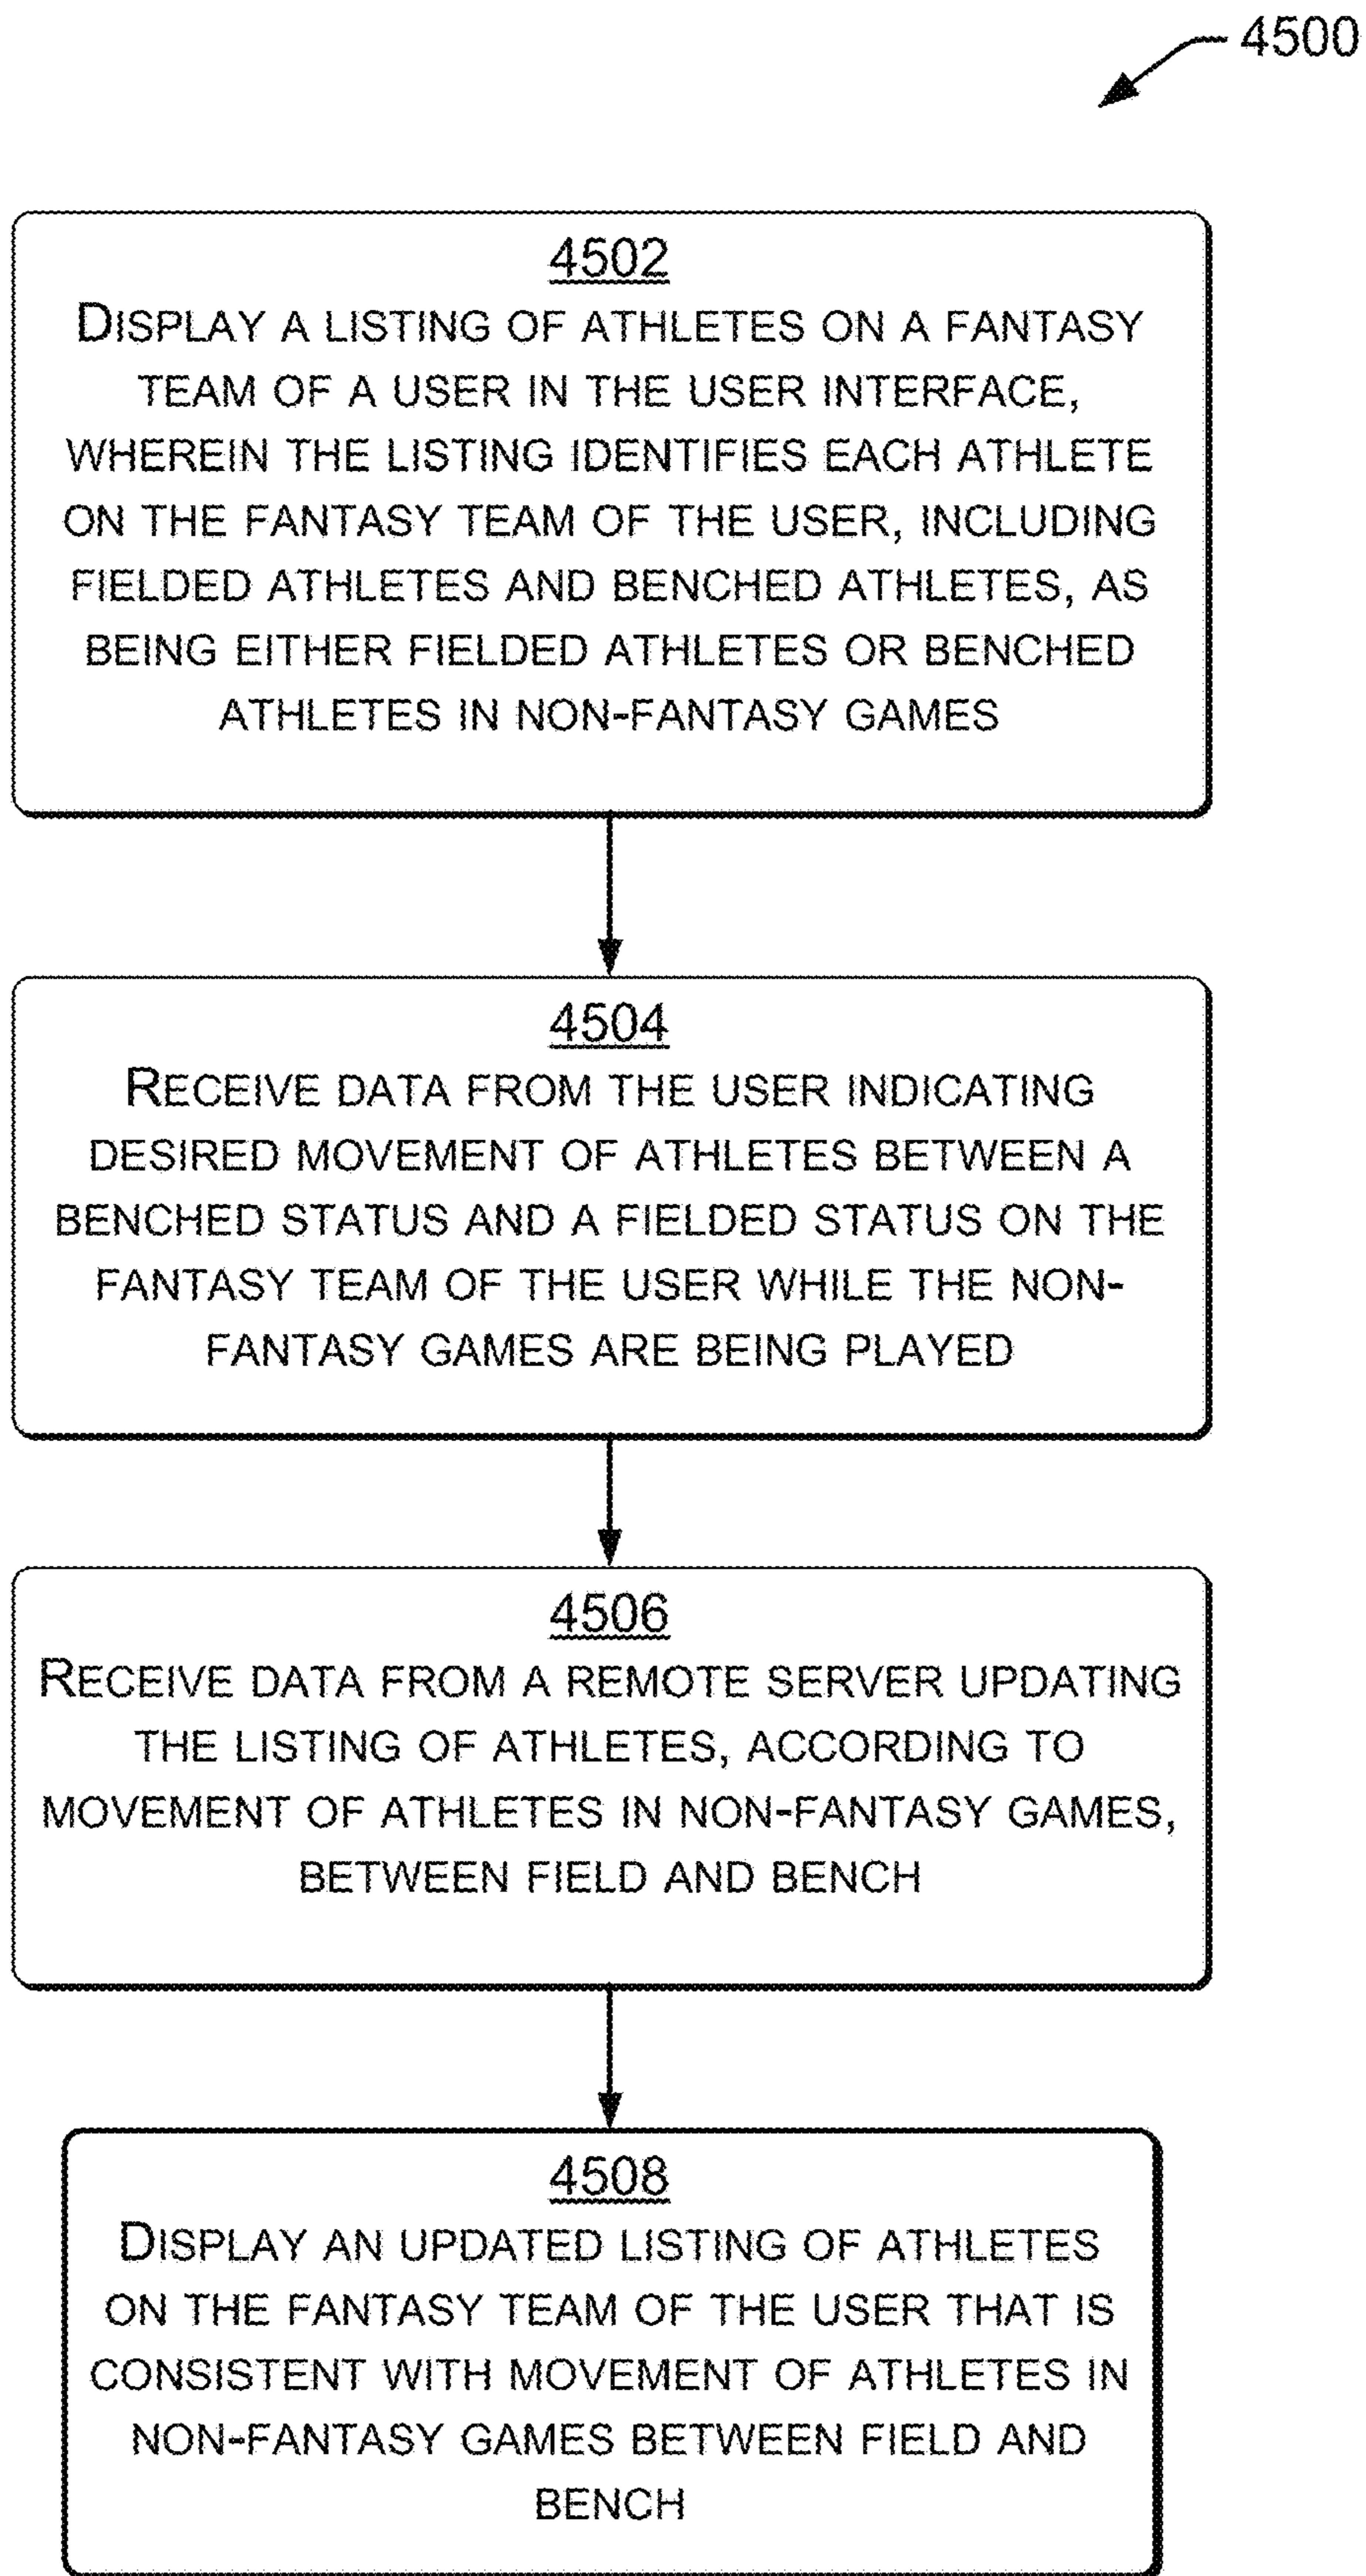 4500
4502
DISPLAY A LISTING OF ATHLETES ON A FANTASY
TEAM OF A USER IN THE USER INTERFACE,
WHEREIN THE LISTING IDENTIFIES EACH ATHLETE
ON THE FANTASY TEAM OF THE USER, INCLUDING
FIELDED ATHLETES AND BENCHED ATHLETES, AS
BEING EITHER FIELDED ATHLETES OR BENCHED
ATHLETES IN NON-FANTASY GAMES
4504
RECEIVE DATA FROM THE USER INDICATING
DESIRED MOVEMENT OF ATHLETES BETWEEN A
BENCHED STATUS AND A FIELDED STATUS ON THE
FANTASY TEAM OF THE USER WHILE THE NON-
FANTASY GAMES ARE BEING PLAYED
4506
RECEIVE DATA FROM A REMOTE SERVER UPDATING
THE LISTING OF ATHLETES, ACCORDING TO
MOVEMENT OF ATHLETES IN NON-FANTASY GAMES,
BETWEEN FIELD AND BENCH
4508
DISPLAY AN UPDATED LISTING OF ATHLETES
ON THE FANTASY TEAM OF THE USER THAT IS
CONSISTENT WITH MOVEMENT OF ATHLETES IN
NON-FANTASY GAMES BETWEEN FIELD AND
BENCH